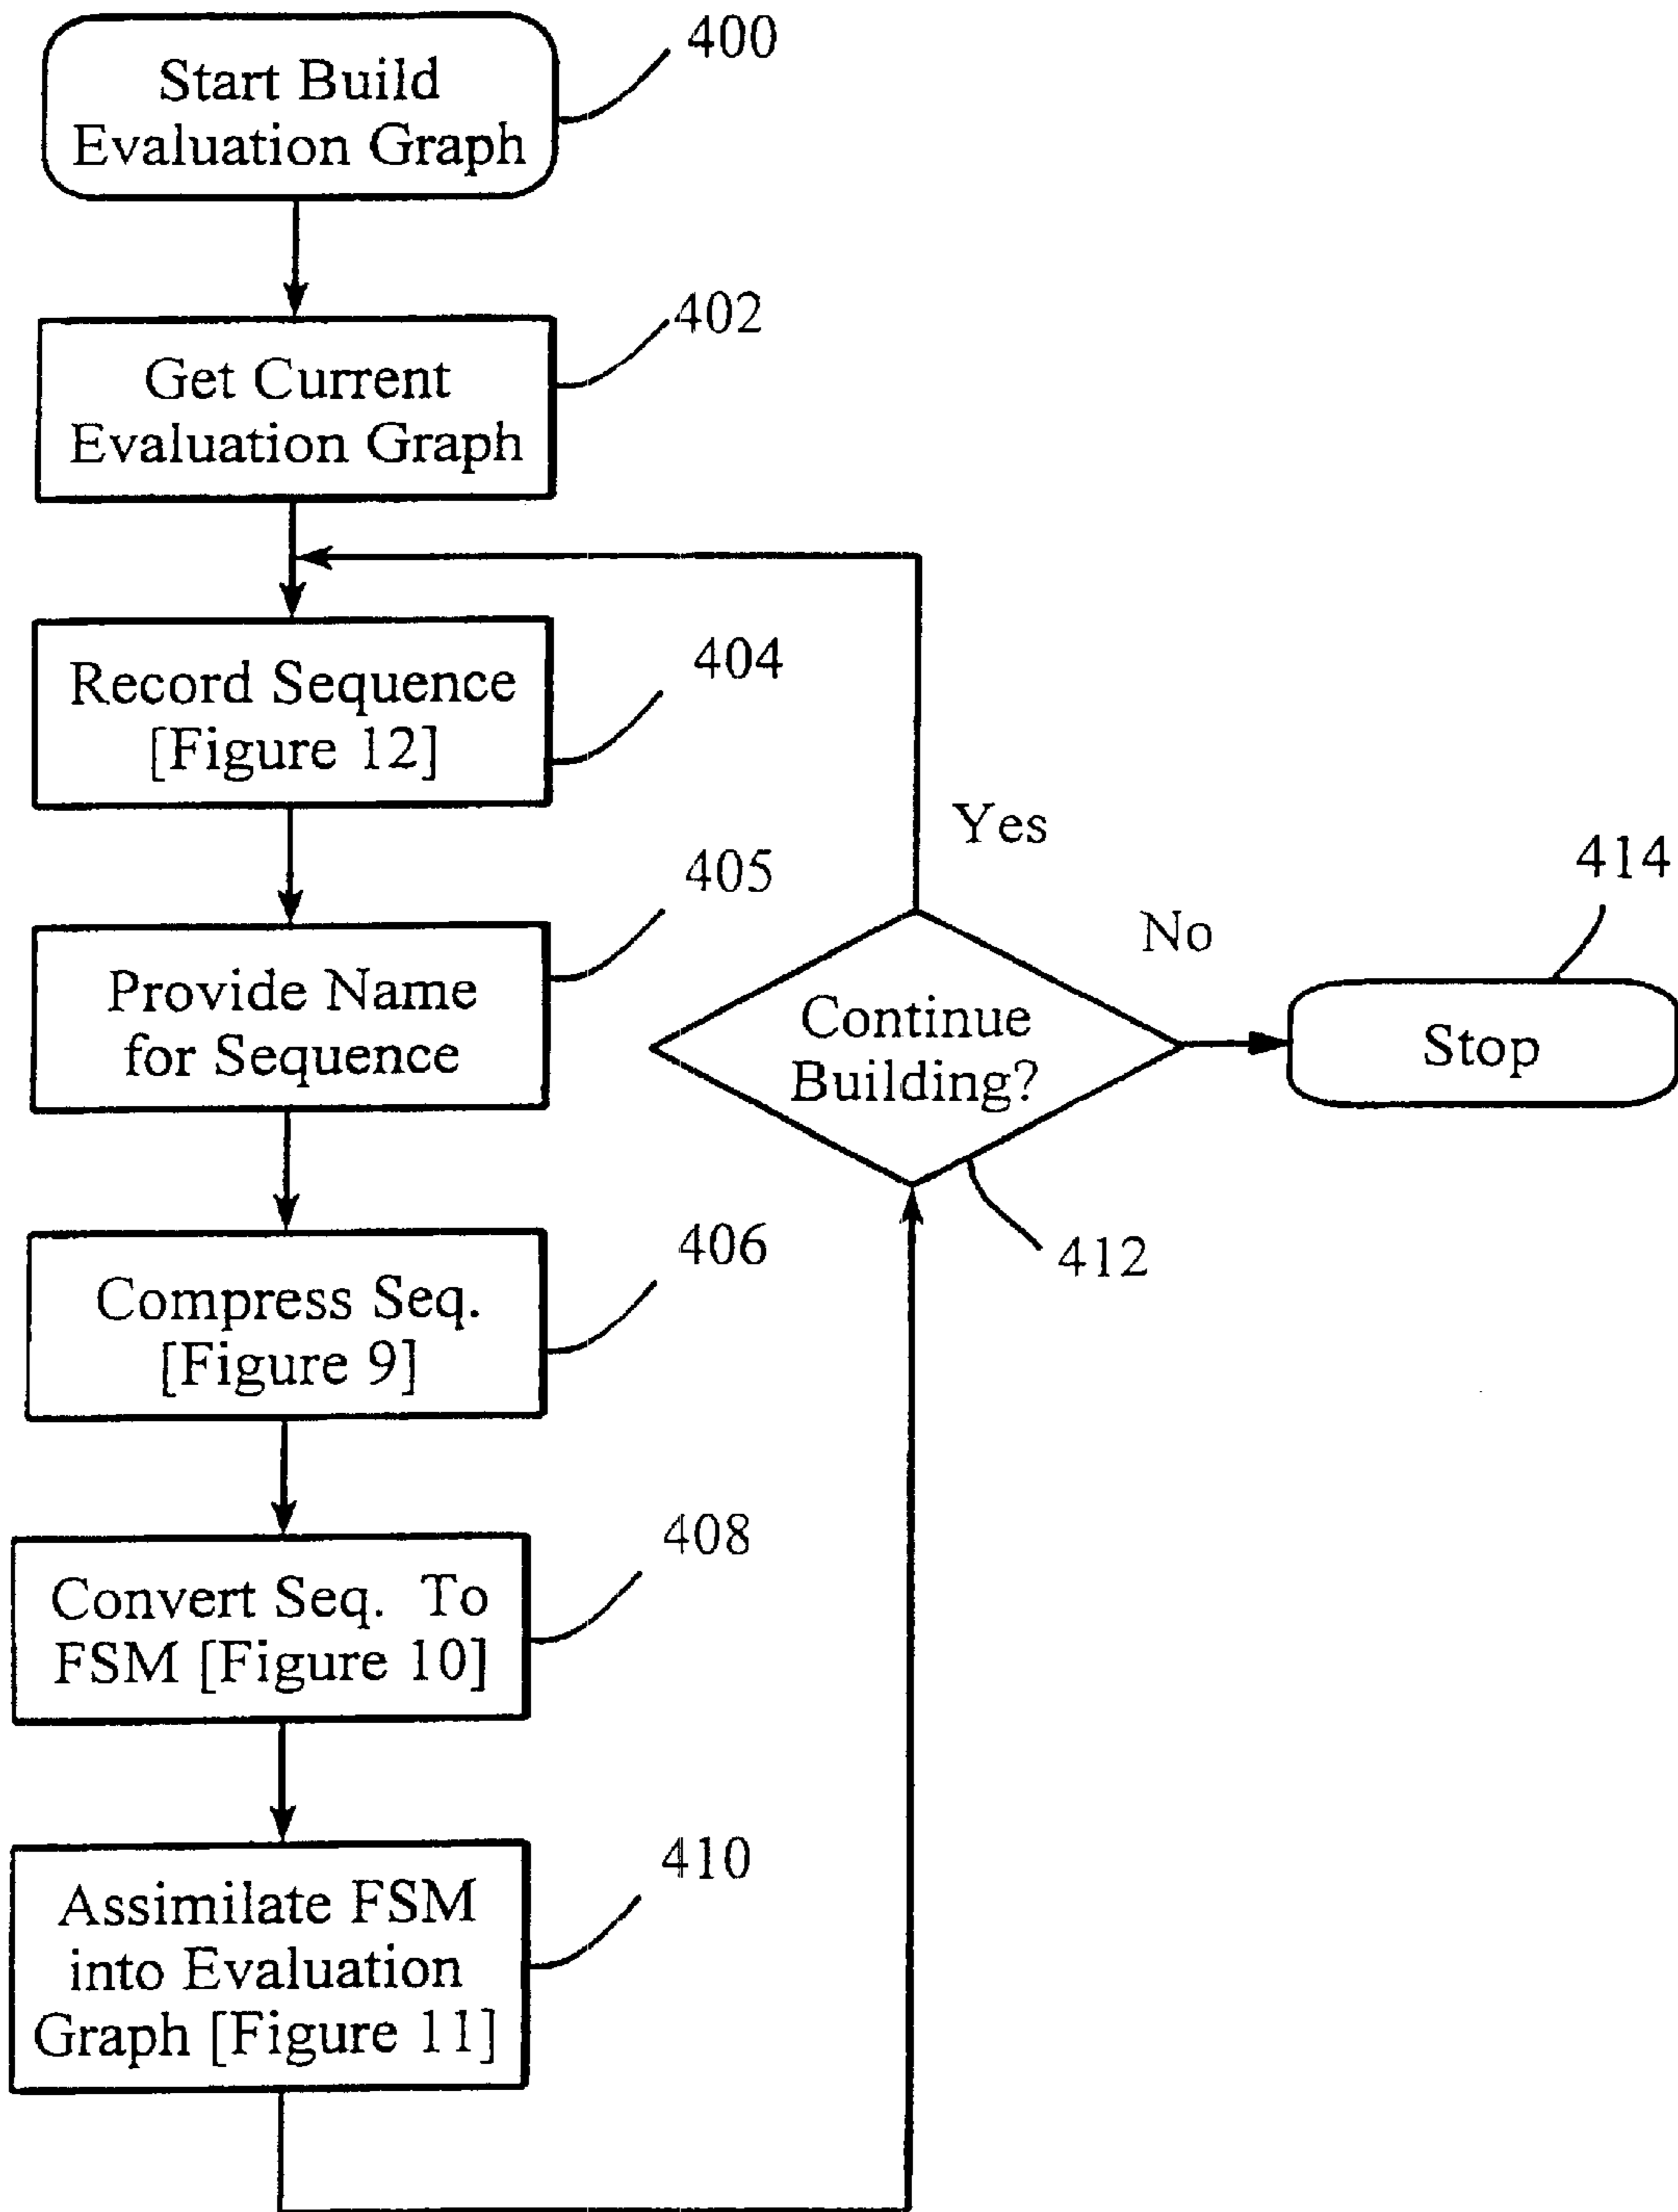 400
Start Build
Evaluation Graph
402
Get Current
Evaluation Graph
404
Record Sequence
[Figure 12]
405
Provide Name
for Sequence
406
Compress Seq.
[Figure 9]
408
Convert Seq. To
FSM [Figure 10]
410
Assimilate FSM
into Evaluation
Graph [Figure 11]
Yes
Continue
Building?
412
No
414
Stop